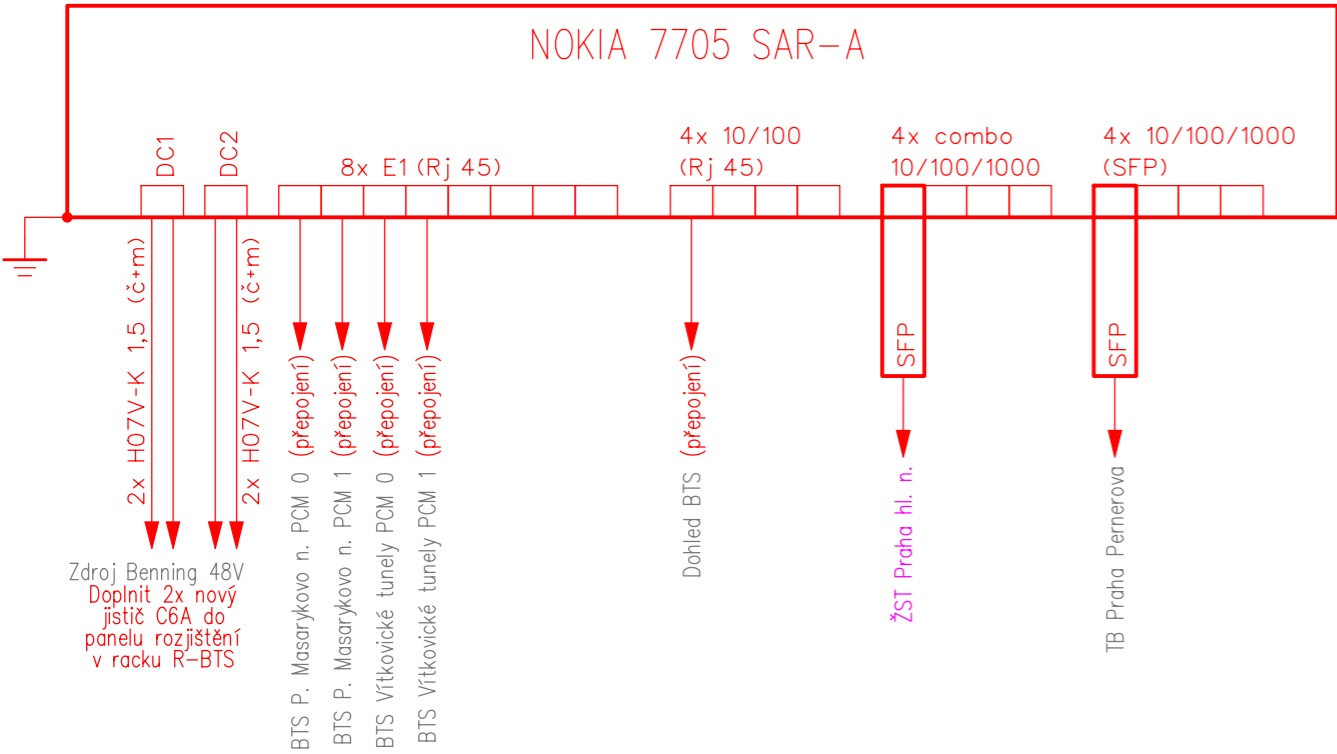 NOKIA 7705 SAR-A
DC1
DC2
8x E1 (Rj 45)
4x 10/100
(Rj 45)
4x combo
10/100/1000
4x 10/100/1000
(SFP)
2x H07V-K 1,5 (č+m)
2x H07V-K 1,5 (č+m)
Zdroj Benning 48V
Doplnit 2x nový
jistič C6A do
panelu rozjištění
v racku R-BTS
BTS P. Masarykovo n. PCM 0 (přepojení)
BTS P. Masarykovo n. PCM 1 (přepojení)
BTS Vítkovické tunely PCM 0 (přepojení)
BTS Vítkovické tunely PCM 1 (přepojení)
Dohled BTS (přepojení)
SFP
ŽST Praha hl. n.
SFP
TB Praha Pernerova